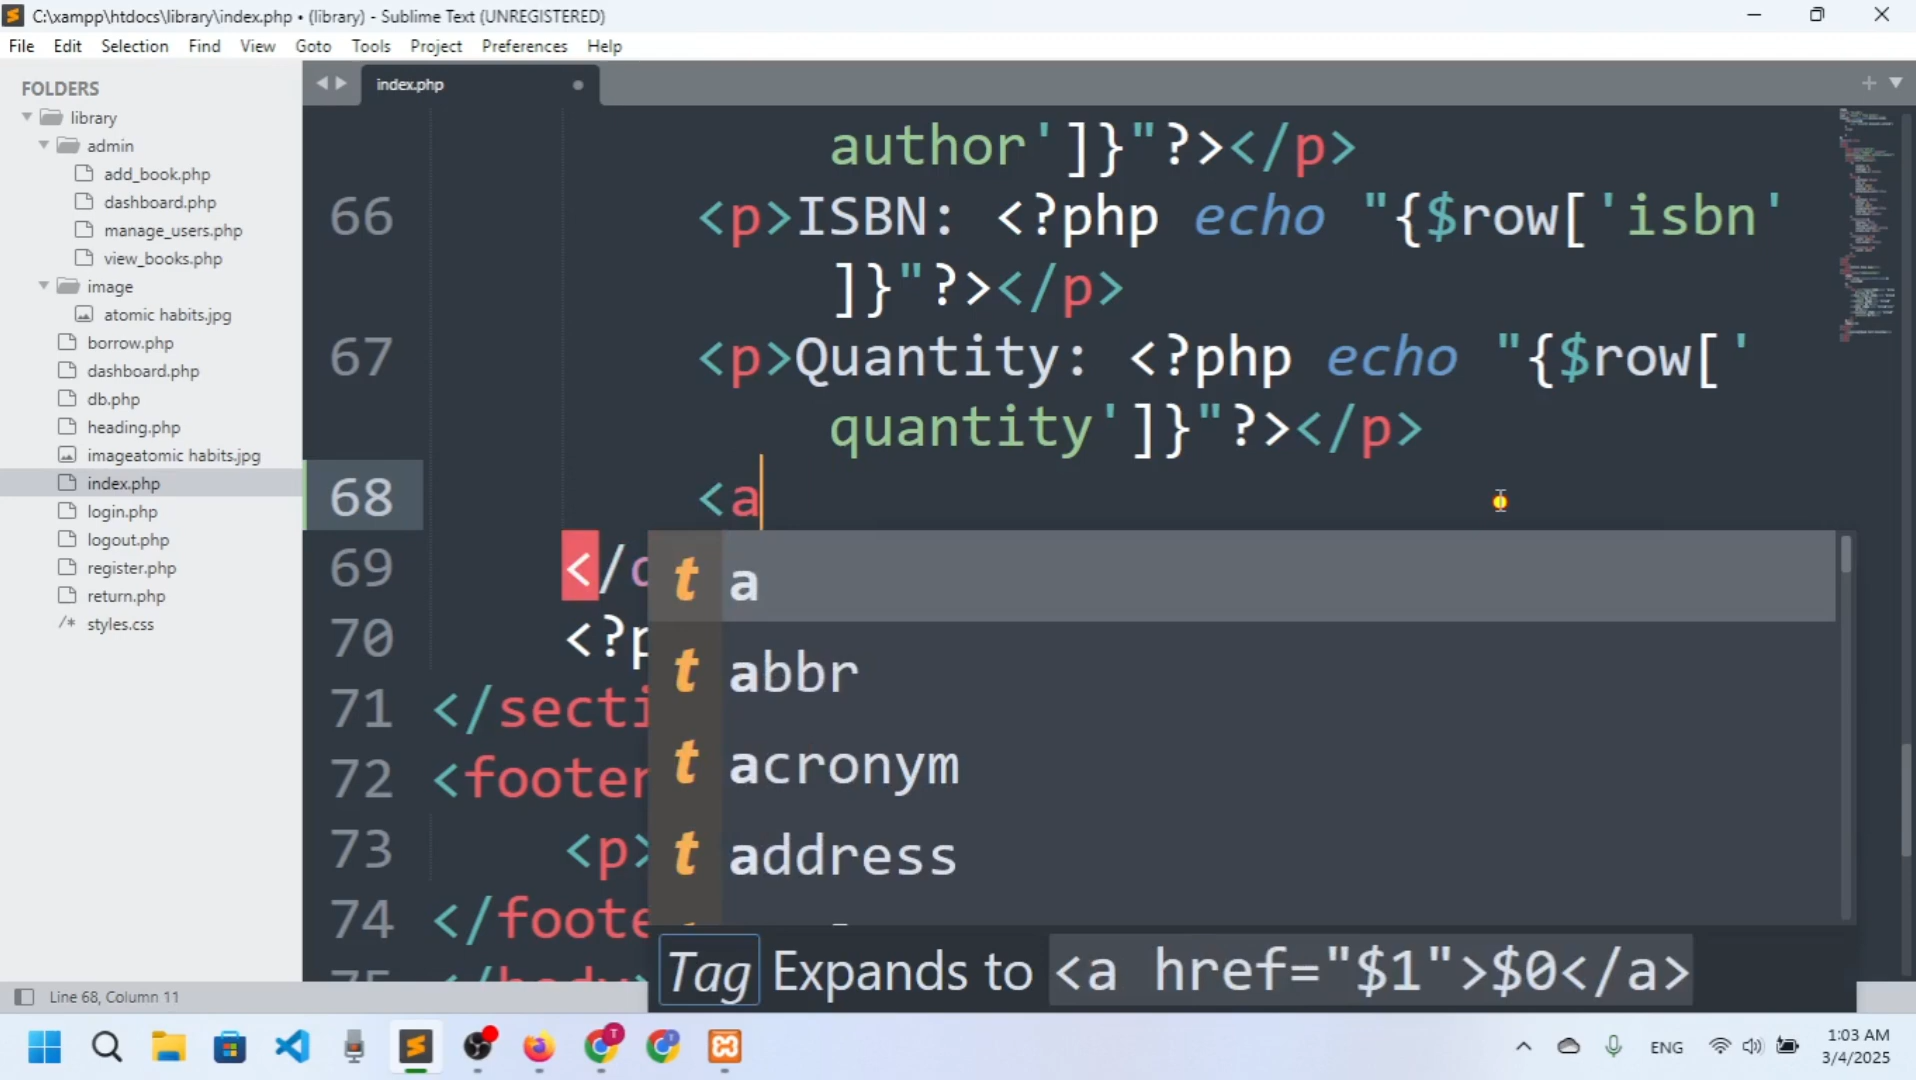 C:\xampp\htdocs\library\index.php • (library) - Sublime Text (UNREGISTERED)
File Edit Selection Find View Goto Tools Project Preferences Help
FOLDERS
library
admin
add_book.php
dashboard.php
manage_users.php
view_books.php
image
atomic habits.jpg
borrow.php
dashboard.php
db.php
heading.php
imageatomic habits.jpg
index.php
login.php
logout.php
register.php
return.php
/* styles.css
index.php
author']}"?></p>
66 <p>ISBN: <?php echo "{$row['isbn'
]}"?></p>
67 <p>Quantity: <?php echo "{$row['
quantity']}"?></p>
68 <a
69 </
70 <?p
71 </secti
72 <footer
73 <p>
74 </foote
t a
t abbr
t acronym
t address
Tag Expands to <a href="$1">$0</a>
Line 68, Column 11
ENG
1:03 AM
3/4/2025